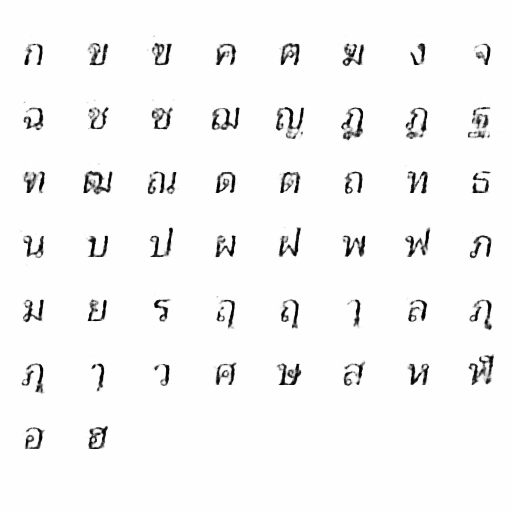 ก ข ฃ ค ฅ ฆ ง จ
ฉ ช ซ ฌ ญ ฎ ฏ ฐ
ฑ ฒ ณ ด ต ถ ท ธ
น บ ป ผ ฝ พ ฟ ภ
ม ย ร ฤ ฤ ว ล ฦ
ฦ ๅ ว ศ ษ ส ห ฬ
อ ฮ